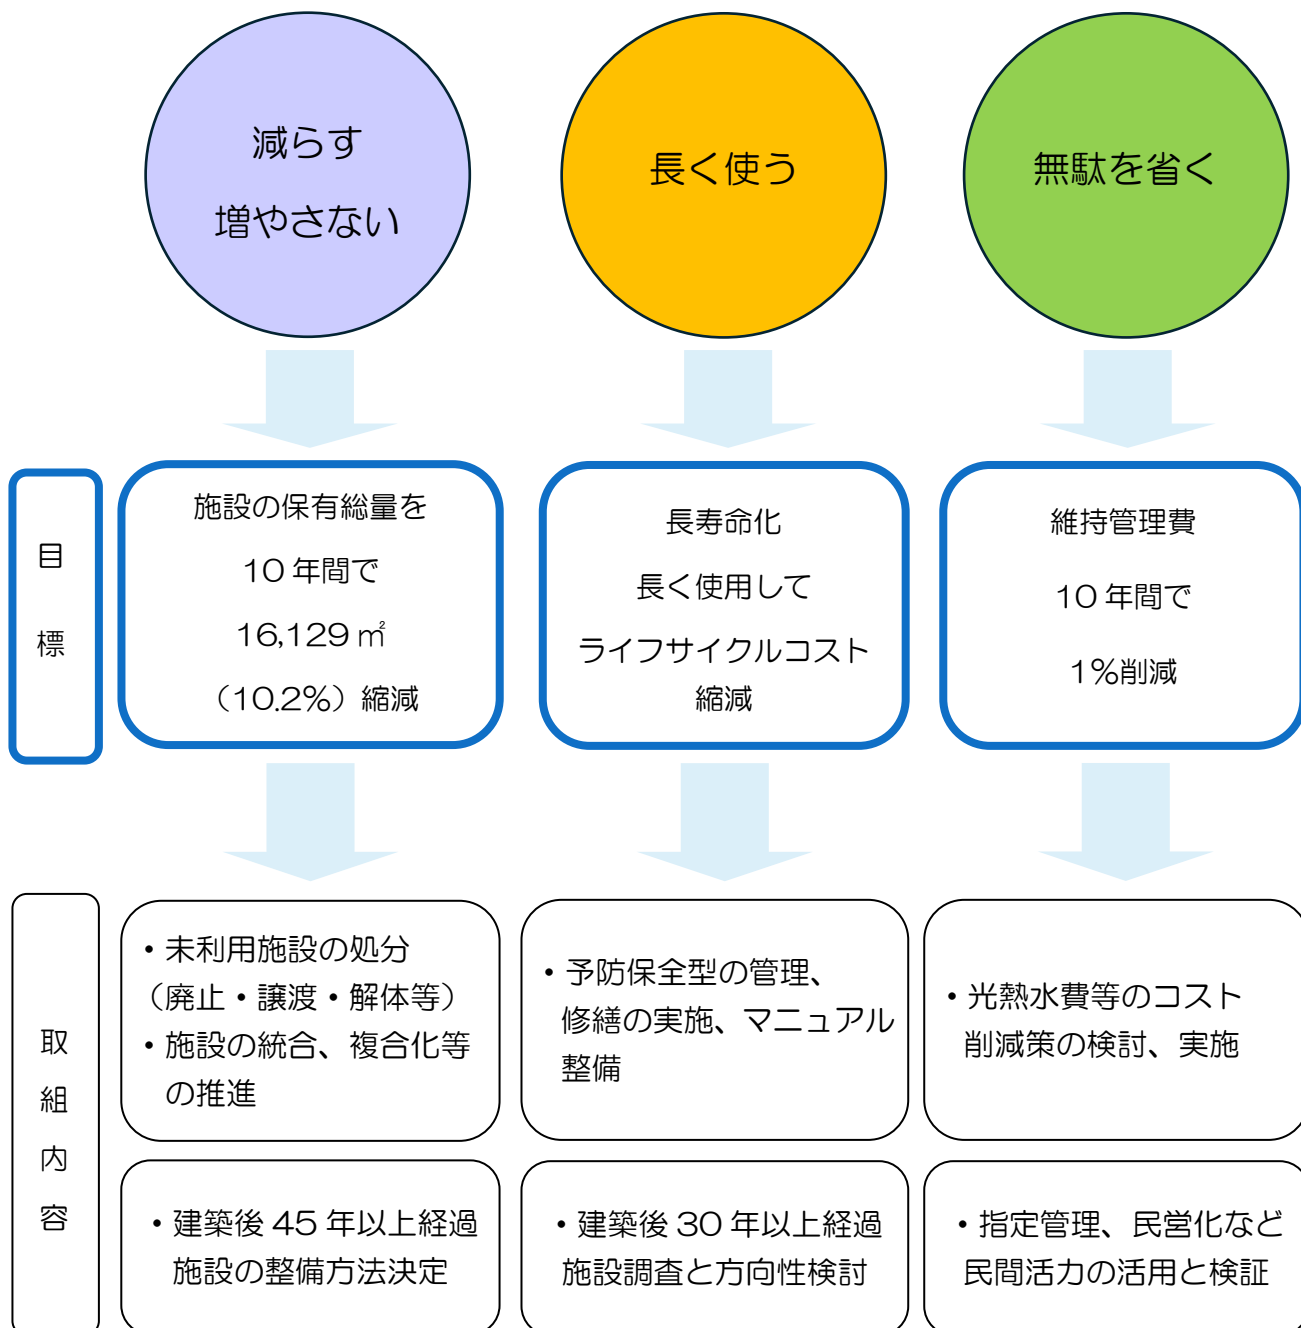 減らす
増やさない
長く使う
無駄を省く
目
標
施設の保有総量を
10年間で
16,129㎡
（10.2%）縮減
長寿命化
長く使用して
ライフサイクルコスト
縮減
維持管理費
10年間で
1%削減
取
組
内
容
・未利用施設の処分
（廃止・譲渡・解体等）
・施設の統合、複合化等
の推進
・予防保全型の管理、
修繕の実施、マニュアル
整備
・光熱水費等のコスト
削減策の検討、実施
・建築後45年以上経過
施設の整備方法決定
・建築後30年以上経過
施設調査と方向性検討
・指定管理、民営化など
民間活力の活用と検証